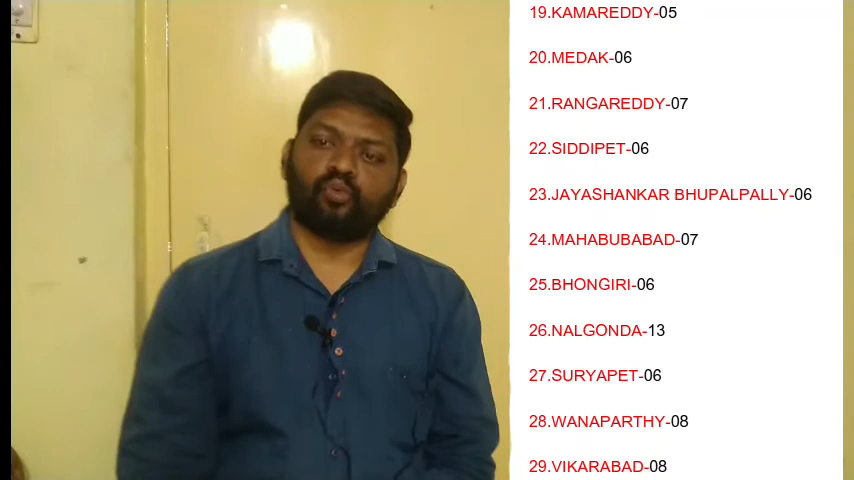 19.KAMAREDDY-05
20.MEDAK-06
21.RANGAREDDY-07
22.SIDDIPET-06
23.JAYASHANKAR BHUPALPALLY-06
24.MAHABUBABAD-07
25.BHONGIRI-06
26.NALGONDA-13
27.SURYAPET-06
28.WANAPARTHY-08
29.VIKARABAD-08